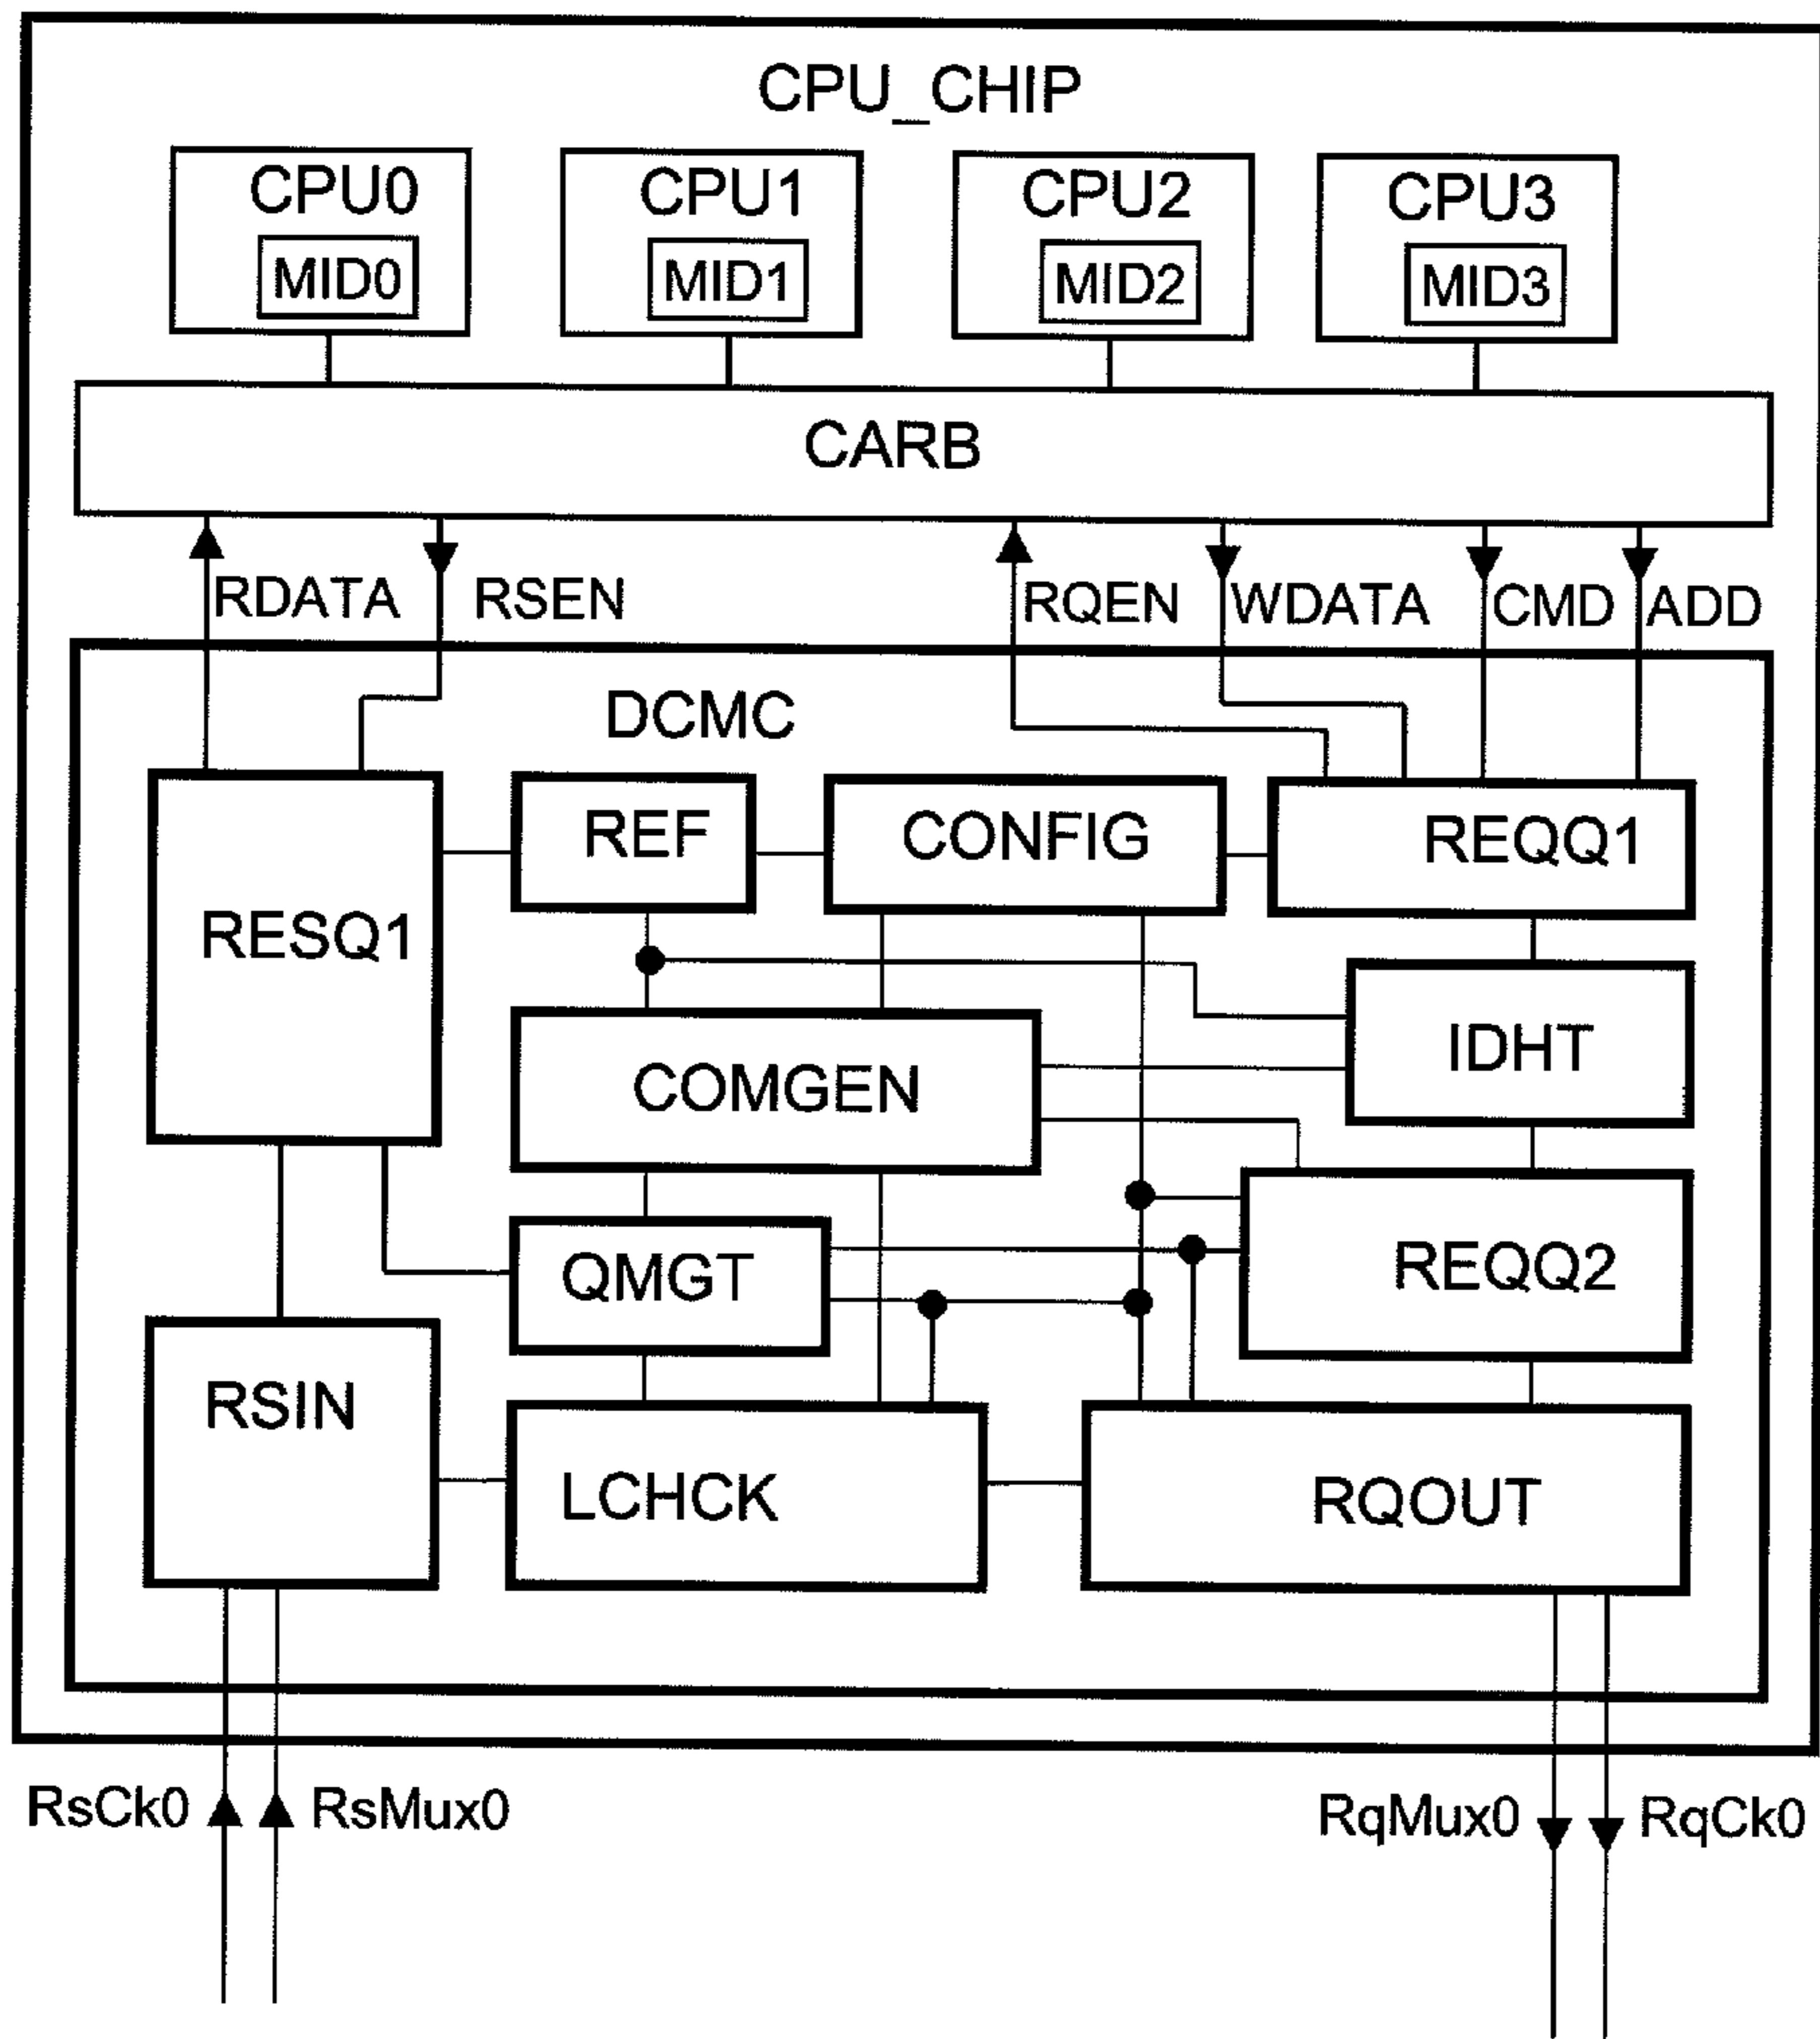 CPU_CHIP
CPU0 CPU1 CPU2 CPU3
MID0 MID1 MID2 MID3
CARB
RDATA RSEN RQEN WDATA CMD ADD
DCMC
REF CONFIG REQQ1
RESQ1
IDHT
COMGEN
QMGT REQQ2
RSIN
LCHCK RQOUT
RsCk0 RsMux0 RqMux0 RqCk0